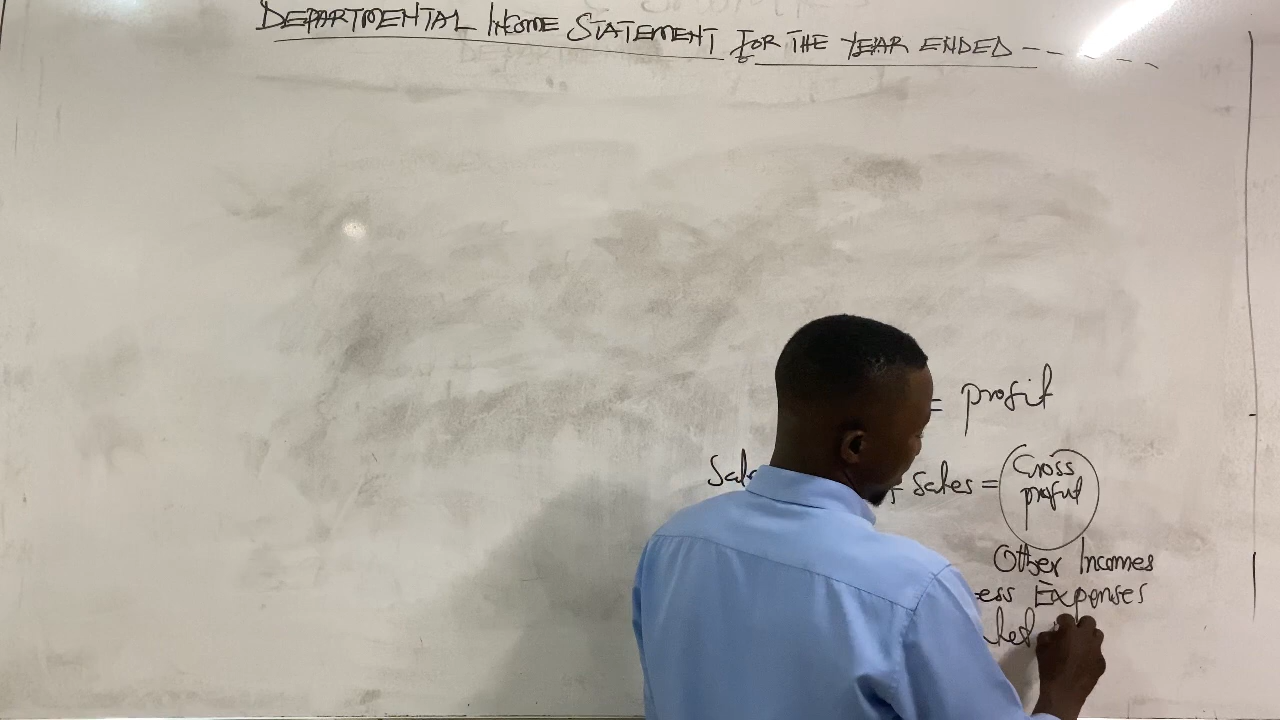 DEPARTMENTAL INCOME STATEMENT FOR THE YEAR ENDED -----
= profit
Sales = Gross profit
Other Incomes
Expenses